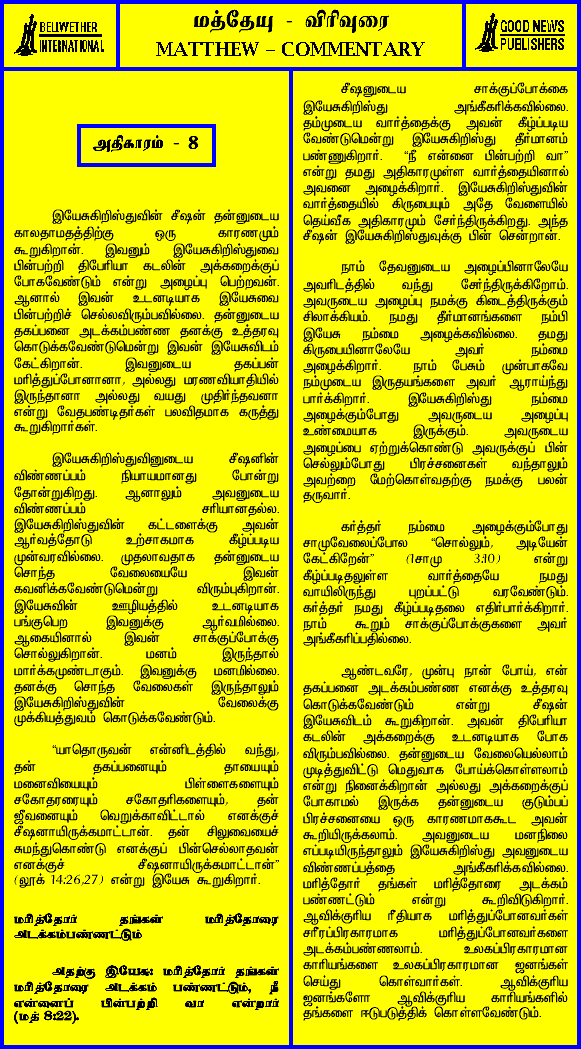 BELLWETHER
INTERNATIONAL
மத்தேயு - விரிவுரை
MATTHEW – COMMENTARY
GOOD NEWS
PUBLISHERS
அதிகாரம் - 8
இயேசுகிறிஸ்துவின் சீஷன் தன்னுடைய
காலதாமதத்திற்கு ஒரு காரணமும்
கூறுகிறான். இவனும் இயேசுகிறிஸ்துவை
பின்பற்றி திபேரியா கடலின் அக்கரைக்குப்
போகவேண்டும் என்று அழைப்பு பெற்றவன்.
ஆனால் இவன் உடனடியாக இயேசுவை
பின்பற்றிச் செல்லவிரும்பவில்லை. தன்னுடைய
தகப்பனை அடக்கம்பண்ண தனக்கு உத்தரவு
கொடுக்கவேண்டுமென்று இவன் இயேசுவிடம்
கேட்கிறான். இவனுடைய தகப்பன்
மரித்துப்போனானா, அல்லது மரணவியாதியில்
இருந்தானா அல்லது வயது முதிர்ந்தவனா
என்று வேதபண்டிதர்கள் பலவிதமாக கருத்து
கூறுகிறார்கள்.
இயேசுகிறிஸ்துவினுடைய சீஷனின்
விண்ணப்பம் நியாயமானது போன்று
தோன்றுகிறது. ஆனாலும் அவனுடைய
விண்ணப்பம் சரியானதல்ல.
இயேசுகிறிஸ்துவின் கட்டளைக்கு அவன்
ஆர்வத்தோடு உற்சாகமாக கீழ்ப்படிய
முன்வரவில்லை. முதலாவதாக தன்னுடைய
சொந்த வேலையையே இவன்
கவனிக்கவேண்டுமென்று விரும்புகிறான்.
இயேசுவின் ஊழியத்தில் உடனடியாக
பங்குபெற இவனுக்கு ஆர்வமில்லை.
ஆகையினால் இவன் சாக்குப்போக்கு
சொல்லுகிறான். மனம் இருந்தால்
மார்க்கமுண்டாகும். இவனுக்கு மனமில்லை.
தனக்கு சொந்த வேலைகள் இருந்தாலும்
இயேசுகிறிஸ்துவின் வேலைக்கு
முக்கியத்துவம் கொடுக்கவேண்டும்.
“யாதொருவன் என்னிடத்தில் வந்து,
தன் தகப்பனையும் தாயையும்
மனைவியையும் பிள்ளைகளையும்
சகோதரரையும் சகோதரிகளையும், தன்
ஜீவனையும் வெறுக்காவிட்டால் எனக்குச்
சீஷனாயிருக்கமாட்டான். தன் சிலுவையைச்
சுமந்துகொண்டு எனக்குப் பின்செல்லாதவன்
எனக்குச் சீஷனாயிருக்கமாட்டான்”
(லூக் 14:26,27) என்று இயேசு கூறுகிறார்.
மரித்தோர் தங்கள் மரித்தோரை
அடக்கம்பண்ணட்டும்
அதற்கு இயேசு: மரித்தோர் தங்கள்
மரித்தோரை அடக்கம் பண்ணட்டும், நீ
என்னைப் பின்பற்றி வா என்றார்
(மத் 8:22).
சீஷனுடைய சாக்குப்போக்கை
இயேசுகிறிஸ்து அங்கீகரிக்கவில்லை.
தம்முடைய வார்த்தைக்கு அவன் கீழ்ப்படிய
வேண்டுமென்று இயேசுகிறிஸ்து தீர்மானம்
பண்ணுகிறார். “நீ என்னை பின்பற்றி வா”
என்று தமது அதிகாரமுள்ள வார்த்தையினால்
அவனை அழைக்கிறார். இயேசுகிறிஸ்துவின்
வார்த்தையில் கிருபையும் அதே வேளையில்
தெய்வீக அதிகாரமும் சேர்ந்திருக்கிறது. அந்த
சீஷன் இயேசுகிறிஸ்துவுக்கு பின் சென்றான்.
நாம் தேவனுடைய அழைப்பினாலேயே
அவரிடத்தில் வந்து சேர்ந்திருக்கிறோம்.
அவருடைய அழைப்பு நமக்கு கிடைத்திருக்கும்
சிலாக்கியம். நமது தீர்மானங்களை நம்பி
இயேசு நம்மை அழைக்கவில்லை. தமது
கிருபையினாலேயே அவர் நம்மை
அழைக்கிறார். நாம் பேசும் முன்பாகவே
நம்முடைய இருதயங்களை அவர் ஆராய்ந்து
பார்க்கிறார். இயேசுகிறிஸ்து நம்மை
அழைக்கும்போது அவருடைய அழைப்பு
உண்மையாக இருக்கும். அவருடைய
அழைப்பை ஏற்றுக்கொண்டு அவருக்குப் பின்
செல்லும்போது பிரச்சனைகள் வந்தாலும்
அவற்றை மேற்கொள்வதற்கு நமக்கு பலன்
தருவார்.
கர்த்தர் நம்மை அழைக்கும்போது
சாமுவேலைப்போல “சொல்லும், அடியேன்
கேட்கிறேன்” (1சாமு 3:10) என்று
கீழ்ப்படிதலுள்ள வார்த்தையே நமது
வாயிலிருந்து புறப்பட்டு வரவேண்டும்.
கர்த்தர் நமது கீழ்ப்படிதலை எதிர்பார்க்கிறார்.
நாம் கூறும் சாக்குப்போக்குகளை அவர்
அங்கீகரிப்பதில்லை.
ஆண்டவரே, முன்பு நான் போய், என்
தகப்பனை அடக்கம்பண்ண எனக்கு உத்தரவு
கொடுக்கவேண்டும் என்று சீஷன்
இயேசுவிடம் கூறுகிறான். அவன் திபேரியா
கடலின் அக்கறைக்கு உடனடியாக போக
விரும்பவில்லை. தன்னுடைய வேலையெல்லாம்
முடித்துவிட்டு மெதுவாக போய்க்கொள்ளலாம்
என்று நினைக்கிறான் அல்லது அக்கறைக்குப்
போகாமல் இருக்க தன்னுடைய குடும்பப்
பிரச்சனையை ஒரு காரணமாககூட அவன்
கூறியிருக்கலாம். அவனுடைய மனநிலை
எப்படியிருந்தாலும் இயேசுகிறிஸ்து அவனுடைய
விண்ணப்பத்தை அங்கீகரிக்கவில்லை.
மரித்தோர் தங்கள் மரித்தோரை அடக்கம்
பண்ணட்டும் என்று கூறிவிடுகிறார்.
ஆவிக்குரிய ரீதியாக மரித்துப்போனவர்கள்
சரீரப்பிரகாரமாக மரித்துப்போனவர்களை
அடக்கம்பண்ணலாம். உலகப்பிரகாரமான
காரியங்களை உலகப்பிரகாரமான ஜனங்கள்
செய்து கொள்வார்கள். ஆவிக்குரிய
ஜனங்களோ ஆவிக்குரிய காரியங்களில்
தங்களை ஈடுபடுத்திக் கொள்ளவேண்டும்.